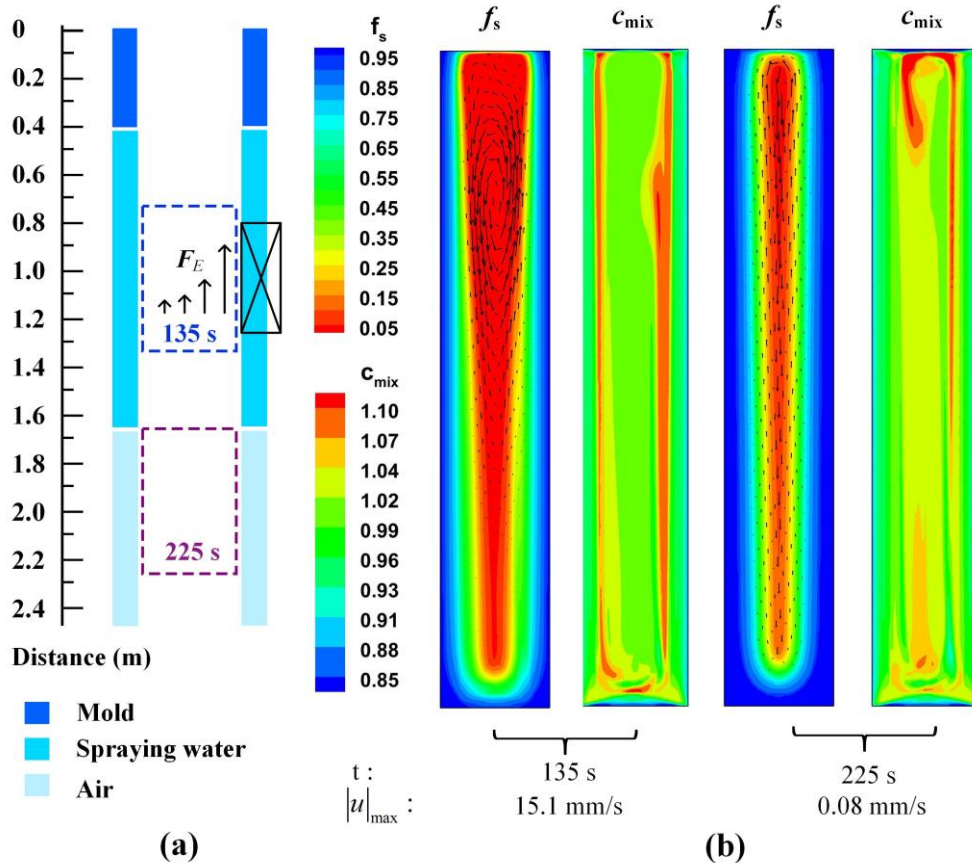 0
0.2
0.4
0.6
0.8
1.0
1.2
1.4
1.6
1.8
2.0
2.2
2.4
Distance (m)
F_E
135 s
225 s
Mold
Spraying water
Air
(a)
f_s
0.95
0.85
0.75
0.65
0.55
0.45
0.35
0.25
0.15
0.05
c_mix
1.10
1.07
1.04
1.02
0.99
0.96
0.93
0.90
0.88
0.85
f_s c_mix f_s c_mix
t : 135 s 225 s
|u|_max : 15.1 mm/s 0.08 mm/s
(b)